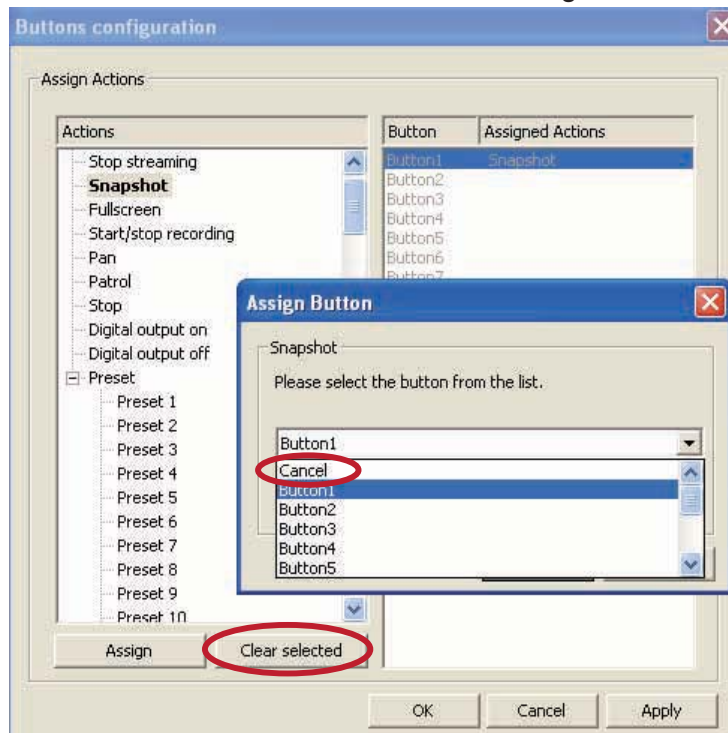 Buttons configuration
Assign Actions
Actions
Button
Assigned Actions
Stop streaming
Snapshot
Fullscreen
Start/stop recording
Pan
Patrol
Stop
Digital output on
Digital output off
Preset
Preset 1
Preset 2
Preset 3
Preset 4
Preset 5
Preset 6
Preset 7
Preset 8
Preset 9
Preset 10
Button1 Snapshot
Button2
Button3
Button4
Button5
Button6
Button7
Assign Button
Snapshot
Please select the button from the list.
Button1
Cancel
Button1
Button2
Button3
Button4
Button5
Assign
Clear selected
OK
Cancel
Apply